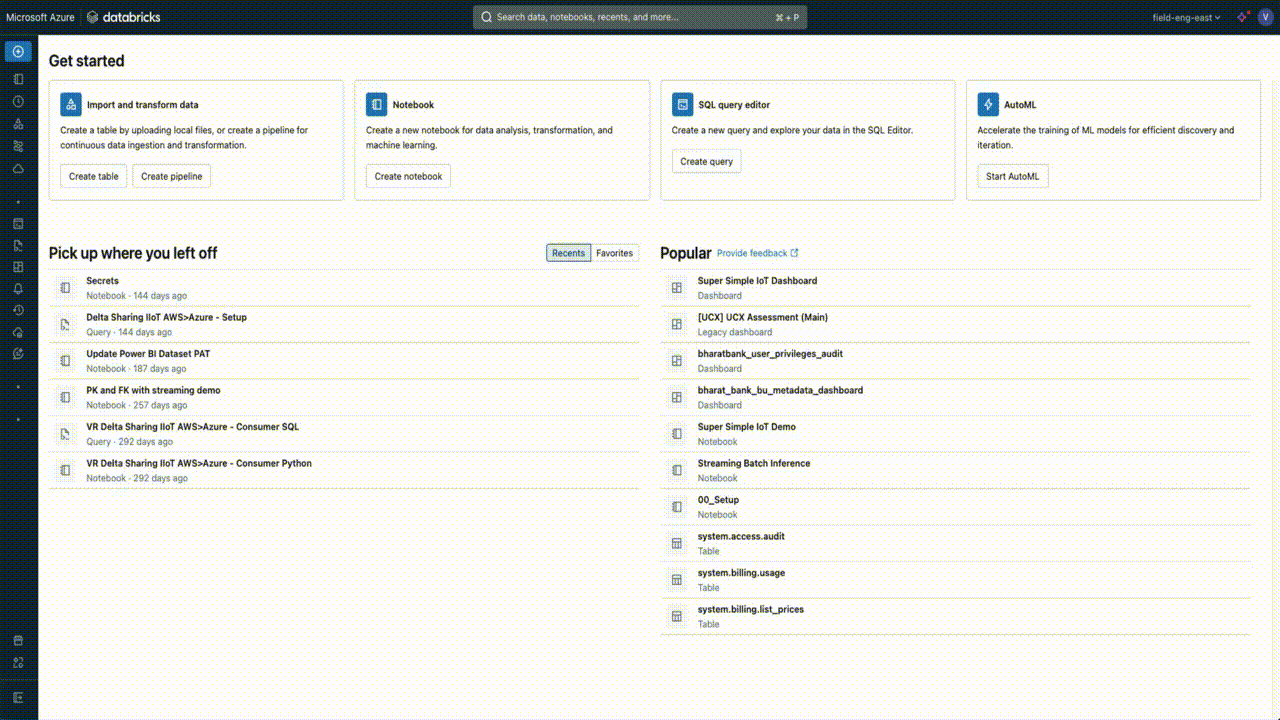 Microsoft Azure databricks Search data, notebooks, recents, and more... ⌘ + P field-eng-east V
Get started
Import and transform data
Create a table by uploading local files, or create a pipeline for
continuous data ingestion and transformation.
Create table Create pipeline
Notebook
Create a new notebook for data analysis, transformation, and
machine learning.
Create notebook
SQL query editor
Create a new query and explore your data in the SQL Editor.
Create query
AutoML
Accelerate the training of ML models for efficient discovery and
iteration.
Start AutoML
Pick up where you left off Recents Favorites
Secrets
Notebook · 144 days ago
Delta Sharing IIoT AWS>Azure - Setup
Query · 144 days ago
Update Power BI Dataset PAT
Notebook · 187 days ago
PK and FK with streaming demo
Notebook · 257 days ago
VR Delta Sharing IIoT AWS>Azure - Consumer SQL
Query · 292 days ago
VR Delta Sharing IIoT AWS>Azure - Consumer Python
Notebook · 292 days ago
Popular Provide feedback
Super Simple IoT Dashboard
Dashboard
[UCX] UCX Assessment (Main)
Legacy dashboard
bharatbank_user_privileges_audit
Dashboard
bharat_bank_bu_metadata_dashboard
Dashboard
Super Simple IoT Demo
Notebook
Streaming Batch Inference
Notebook
00_Setup
Notebook
system.access.audit
Table
system.billing.usage
Table
system.billing.list_prices
Table